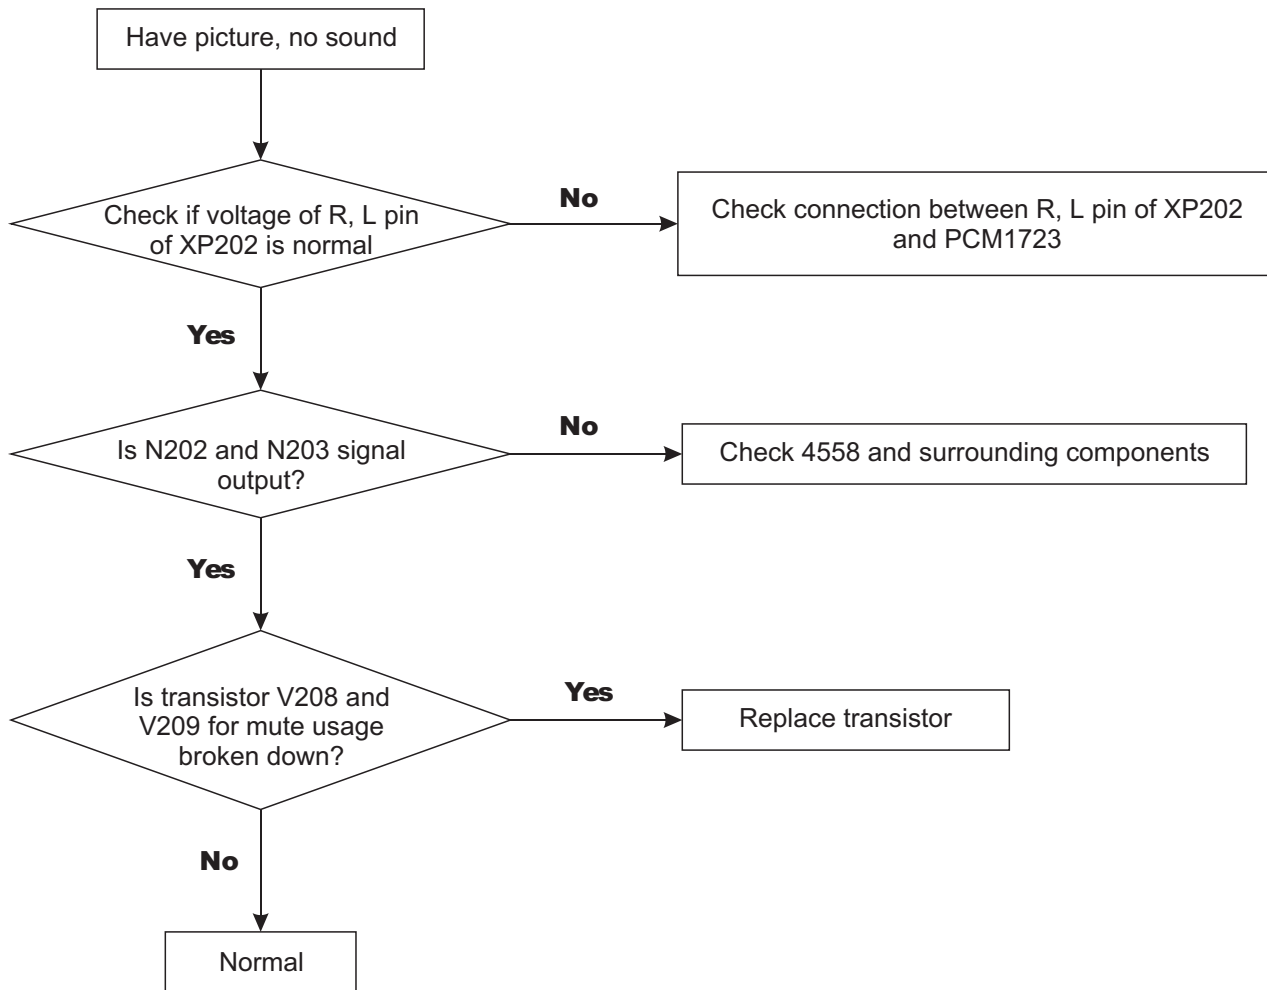 Have picture, no sound
Check if voltage of R, L pin
of XP202 is normal
No
Check connection between R, L pin of XP202
and PCM1723
Yes
Is N202 and N203 signal
output?
No
Check 4558 and surrounding components
Yes
Is transistor V208 and
V209 for mute usage
broken down?
Yes
Replace transistor
No
Normal